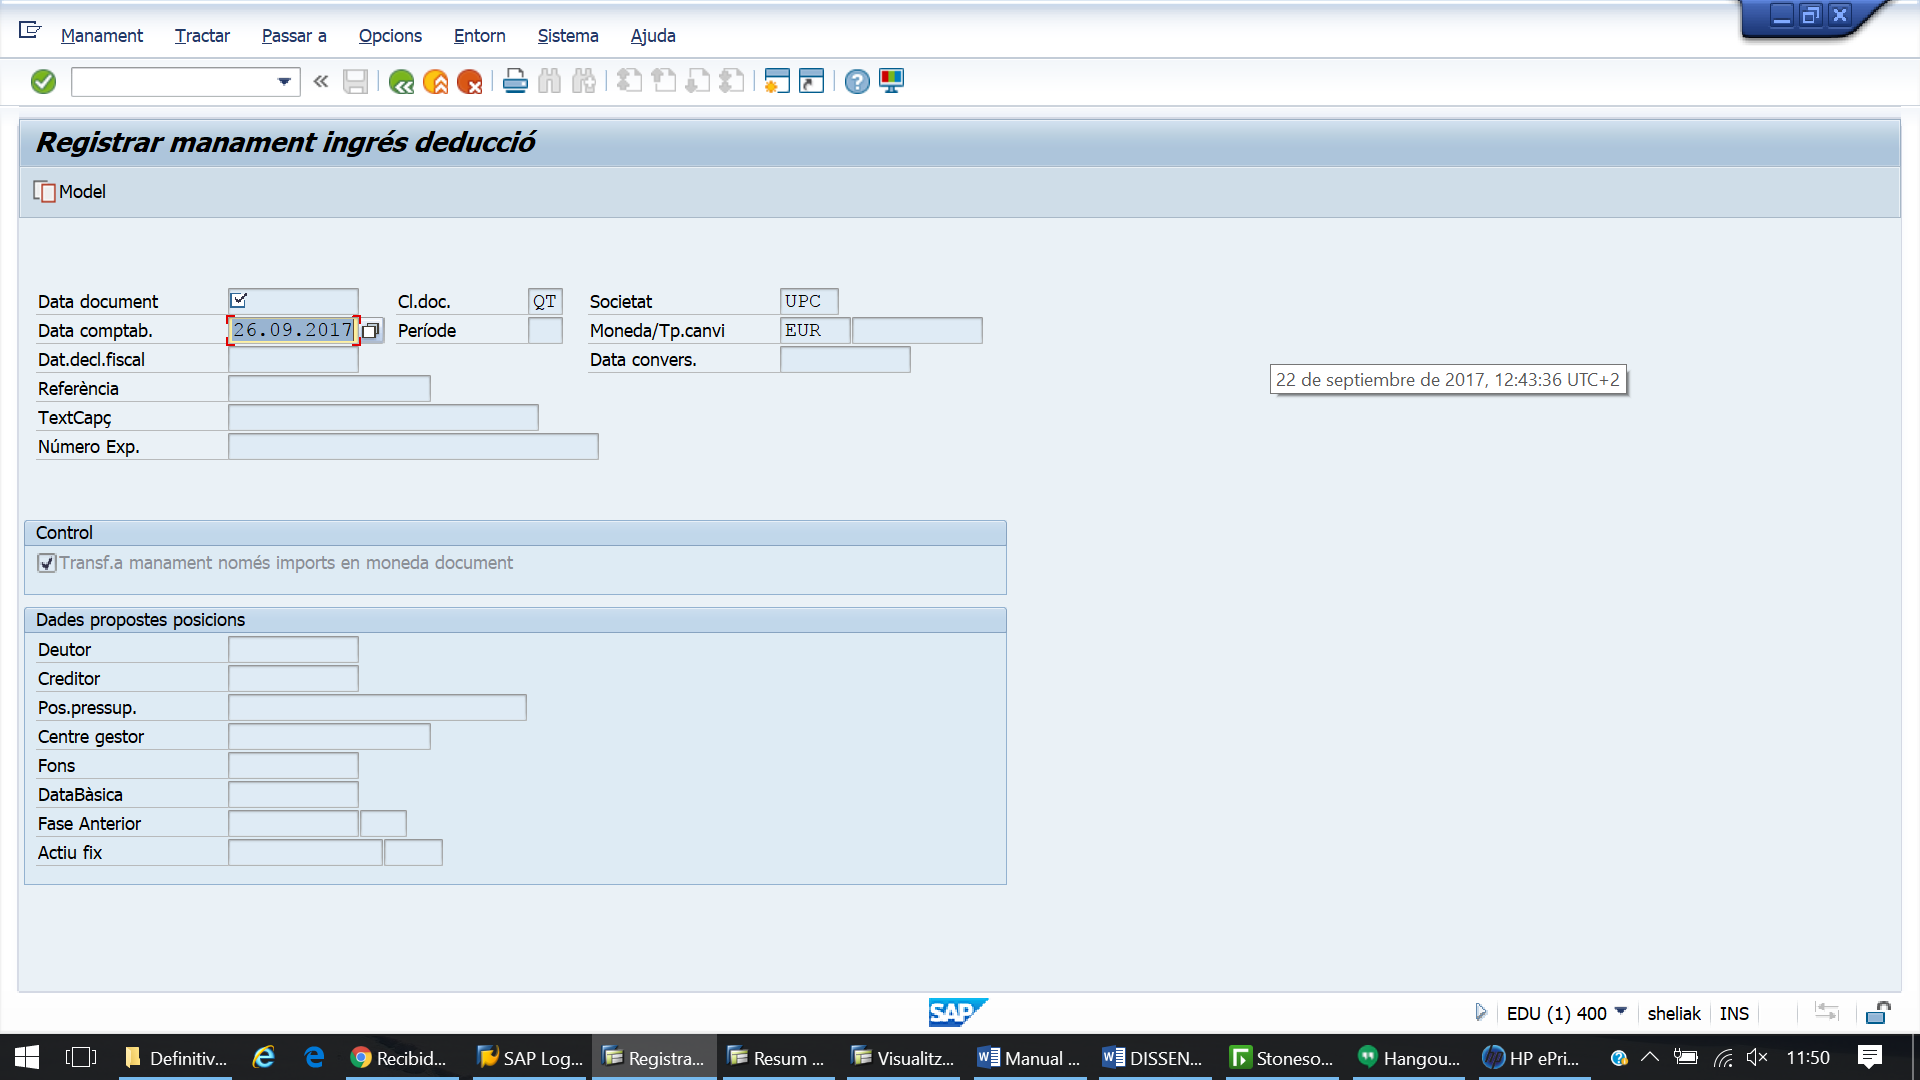 Manament Tractar Passar a Opcions Entorn Sistema Ajuda
Registrar manament ingrés deducció
Model
Data document Cl.doc. QT Societat UPC
Data comptab. 26.09.2017 Període Moneda/Tp.canvi EUR
Dat.decl.fiscal Data convers.
22 de septiembre de 2017, 12:43:36 UTC+2
Referència
TextCapç
Número Exp.
Control
Transf.a manament només imports en moneda document
Dades propostes posicions
Deutor
Creditor
Pos.pressup.
Centre gestor
Fons
DataBàsica
Fase Anterior
Actiu fix
SAP EDU (1) 400 sheliak INS
Definitiv... Recibid... SAP Log... Registra... Resum ... Visualitz... Manual ... DISSEN... Stoneso... Hangou... HP ePri... 11:50